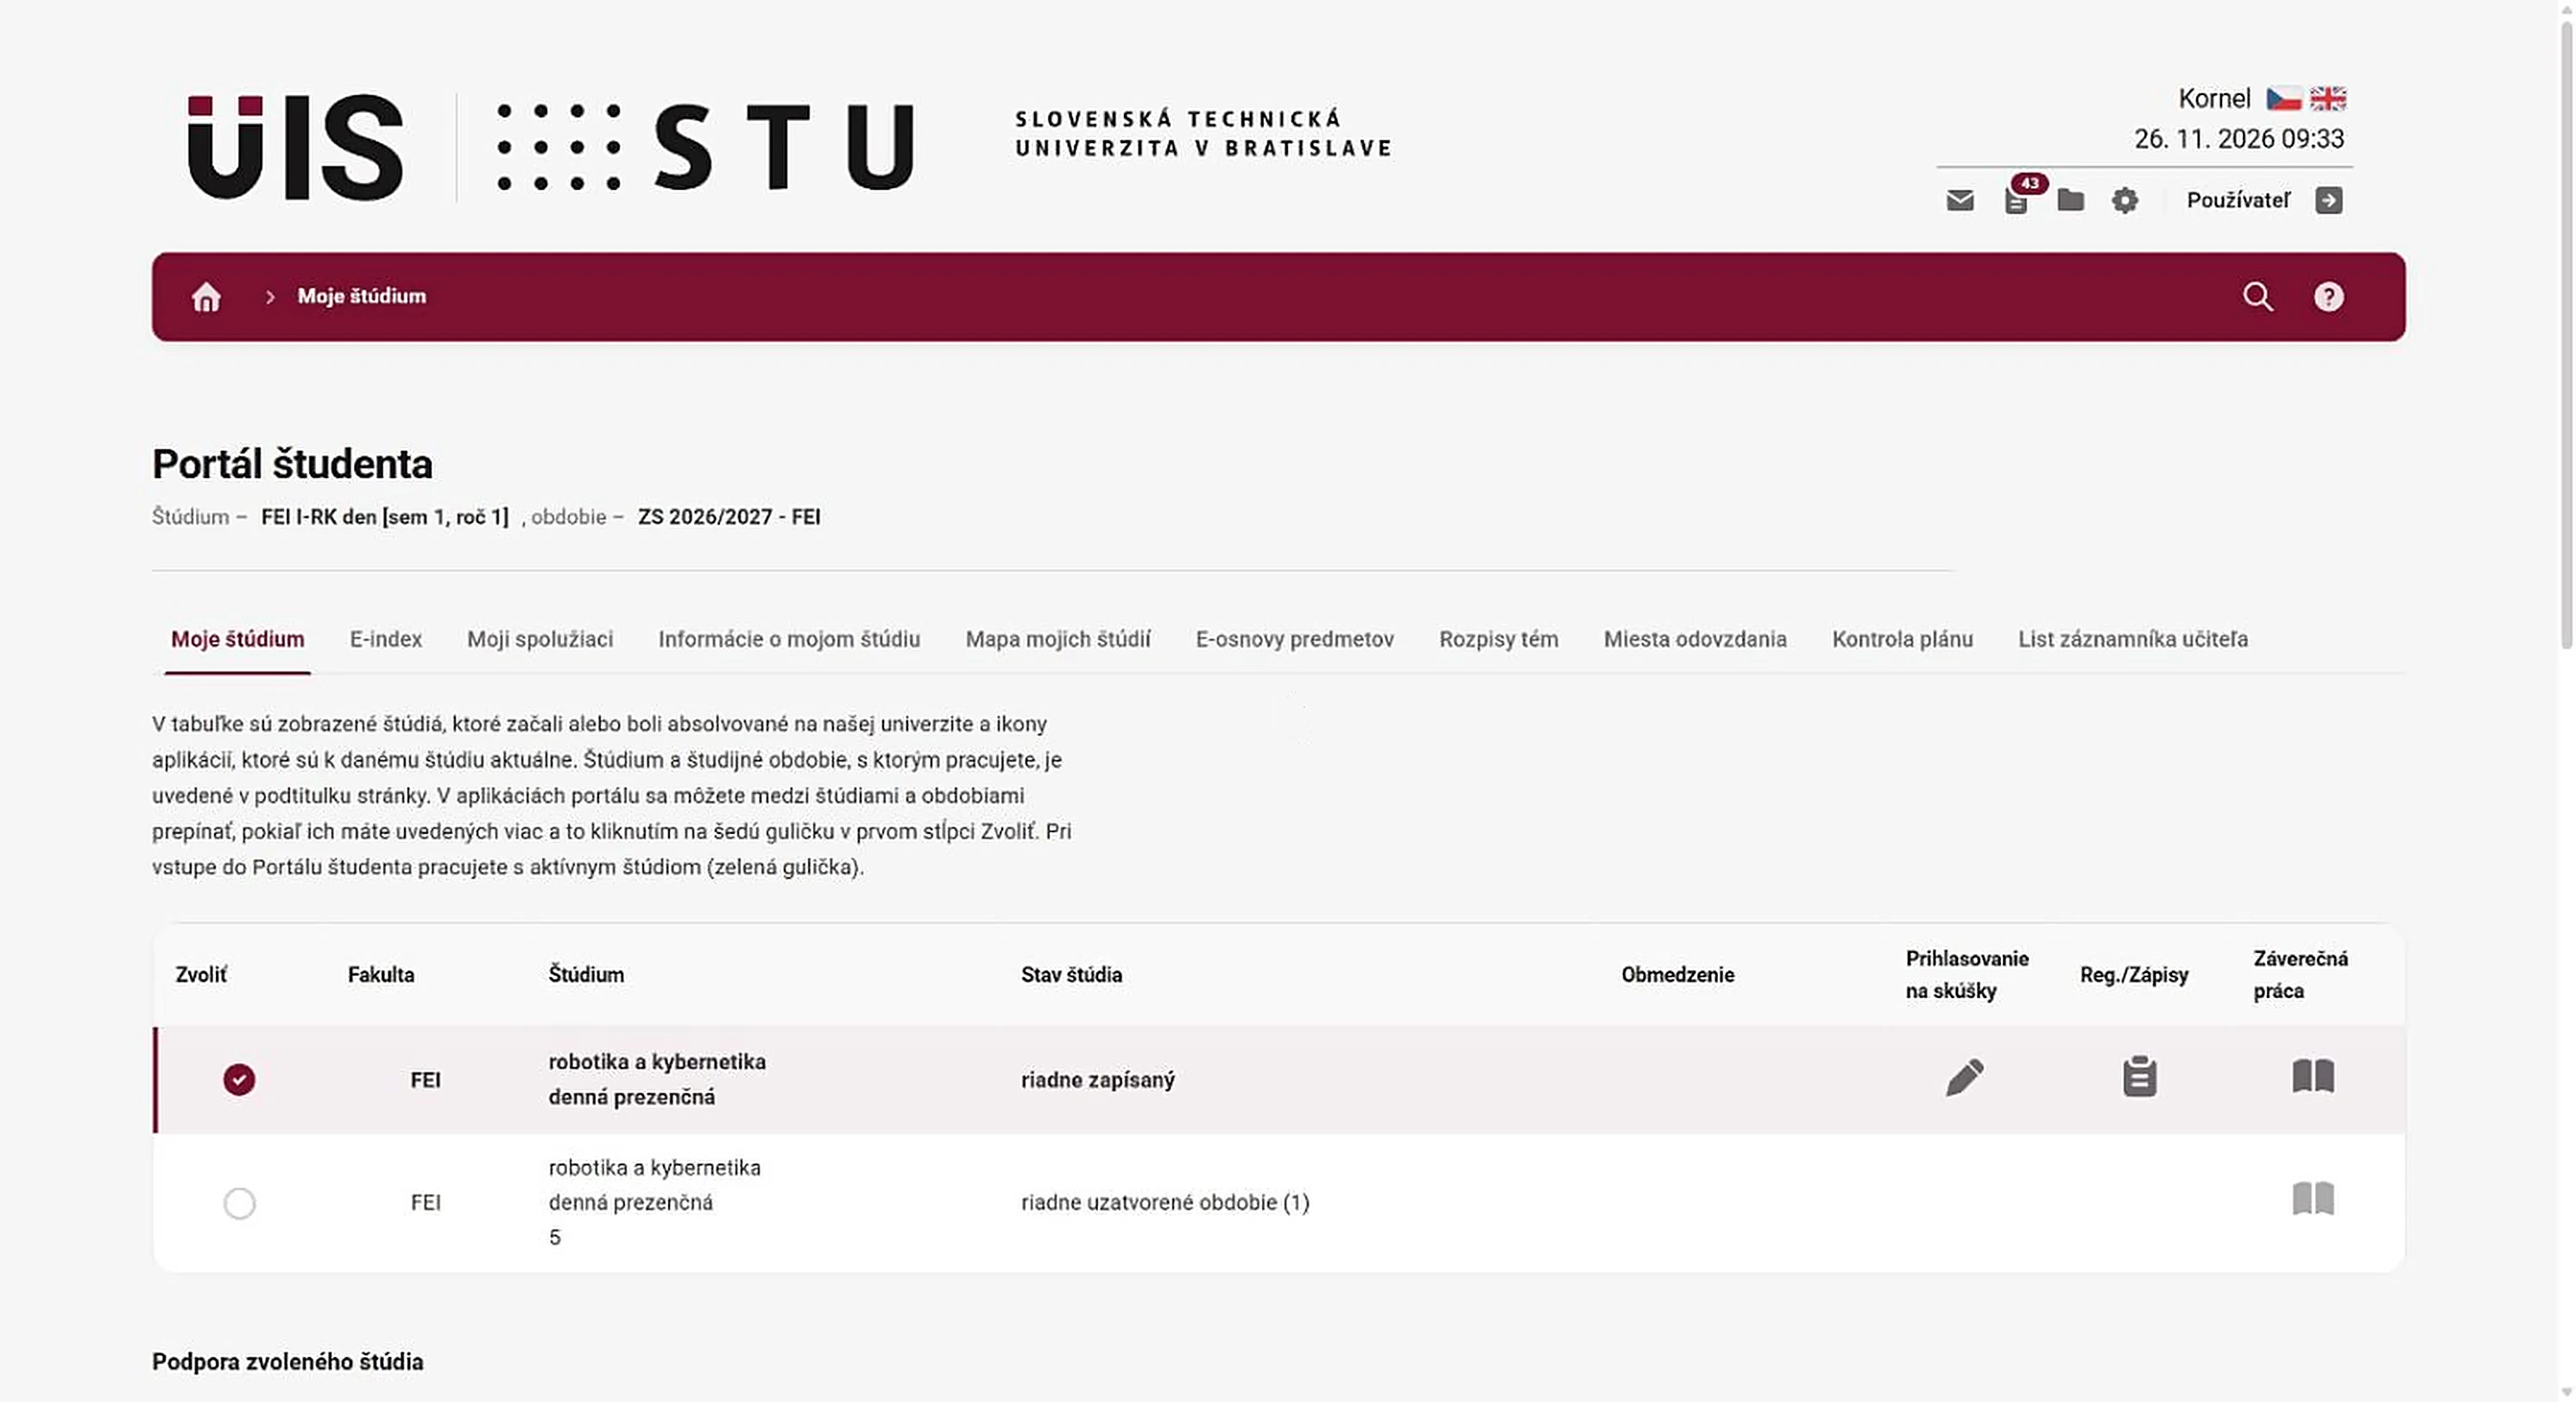 ÜIS
STU
SLOVENSKÁ TECHNICKÁ
UNIVERZITA V BRATISLAVE
Kornel
26. 11. 2026 09:33
43
Používateľ
Moje štúdium
?
Portál študenta
Štúdium – FEI I-RK den [sem 1, roč 1] , obdobie – ZS 2026/2027 - FEI
Moje štúdium E-index Moji spolužiaci Informácie o mojom štúdiu Mapa mojich štúdií E-osnovy predmetov Rozpisy tém Miesta odovzdania Kontrola plánu List záznamníka učiteľa
V tabuľke sú zobrazené štúdiá, ktoré začali alebo boli absolvované na našej univerzite a ikony
aplikácií, ktoré sú k danému štúdiu aktuálne. Štúdium a študijné obdobie, s ktorým pracujete, je
uvedené v podtitulku stránky. V aplikáciách portálu sa môžete medzi štúdiami a obdobiami
prepínať, pokiaľ ich máte uvedených viac a to kliknutím na šedú guličku v prvom stĺpci Zvoliť. Pri
vstupe do Portálu študenta pracujete s aktívnym štúdiom (zelená gulička).
Zvoliť Fakulta Štúdium Stav štúdia Obmedzenie Prihlasovanie na skúšky Reg./Zápisy Záverečná práca
FEI
robotika a kybernetika
denná prezenčná
riadne zapísaný
FEI
robotika a kybernetika
denná prezenčná
5
riadne uzatvorené obdobie (1)
Podpora zvoleného štúdia